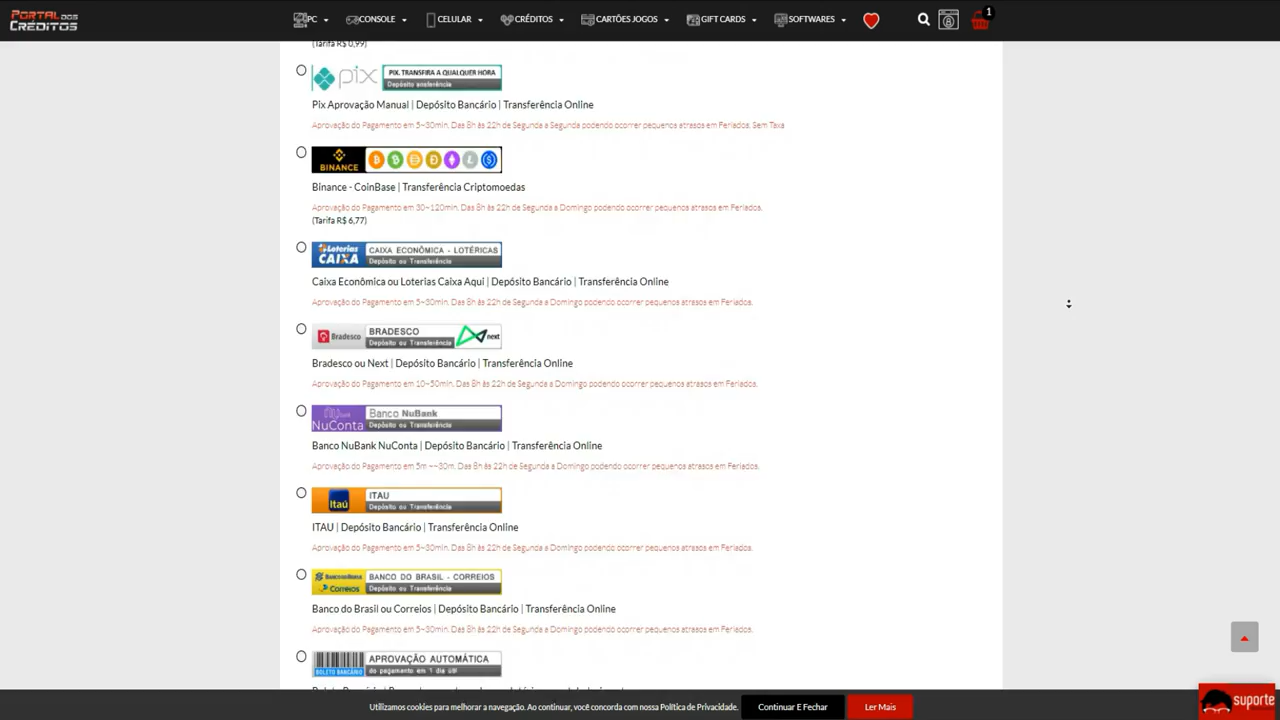 PORTAL DOS CRÉDITOS
PC
CONSOLE
CELULAR
CRÉDITOS
CARTÕES JOGOS
GIFT CARDS
SOFTWARES
1
(Tarifa R$ 0,99)
pix PIX. TRANSFIRA A QUALQUER HORA
Pix Aprovação Manual | Depósito Bancário | Transferência Online
Aprovação do Pagamento em 5~30min. Das 8h às 22h de Segunda a Segunda podendo ocorrer pequenos atrasos em Feriados. Sem Taxa
BINANCE
Binance - CoinBase | Transferência Criptomoedas
Aprovação do Pagamento em 30~120min. Das 8h às 22h de Segunda a Domingo podendo ocorrer pequenos atrasos em Feriados.
(Tarifa R$ 6,77)
Loterias CAIXA CAIXA ECONÔMICA - LOTÉRICAS
Depósito ou Transferência
Caixa Econômica ou Loterias Caixa Aqui | Depósito Bancário | Transferência Online
Aprovação do Pagamento em 5~30min. Das 8h às 22h de Segunda a Domingo podendo ocorrer pequenos atrasos em Feriados.
Bradesco BRADESCO next
Depósito ou Transferência
Bradesco ou Next | Depósito Bancário | Transferência Online
Aprovação do Pagamento em 10~50min. Das 8h às 22h de Segunda a Domingo podendo ocorrer pequenos atrasos em Feriados.
NuConta Banco NuBank
Depósito ou Transferência
Banco NuBank NuConta | Depósito Bancário | Transferência Online
Aprovação do Pagamento em 5m ~~30m. Das 8h às 22h de Segunda a Domingo podendo ocorrer pequenos atrasos em Feriados.
Itaú ITAU
Depósito ou Transferência
ITAU | Depósito Bancário | Transferência Online
Aprovação do Pagamento em 5~30min. Das 8h às 22h de Segunda a Domingo podendo ocorrer pequenos atrasos em Feriados.
BANCO DO BRASIL - CORREIOS
Correios Depósito ou Transferência
Banco do Brasil ou Correios | Depósito Bancário | Transferência Online
Aprovação do Pagamento em 5~30min. Das 8h às 22h de Segunda a Domingo podendo ocorrer pequenos atrasos em Feriados.
APROVAÇÃO AUTOMÁTICA
BOLETO BANCÁRIO do pagamento em 1 dia útil
Utilizamos cookies para melhorar a navegação. Ao continuar, você concorda com nossa Política de Privacidade.
Continuar E Fechar
Ler Mais
suporte